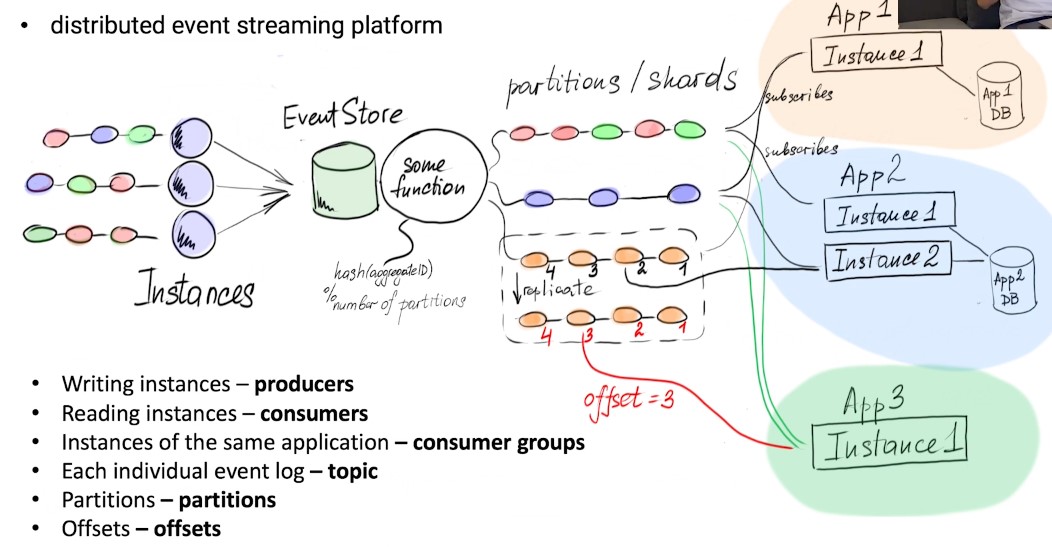 • distributed event streaming platform
EventStore
some
function
hash(aggregateID)
% number of partitions
Instances
partitions / shards
4 3 2 1
replicate
4 3 2 1
offset = 3
subscribes
subscribes
App 1
Instance 1
App 1
DB
App 2
Instance 1
Instance 2
App2
DB
App 3
Instance 1
• Writing instances – producers
• Reading instances – consumers
• Instances of the same application – consumer groups
• Each individual event log – topic
• Partitions – partitions
• Offsets – offsets